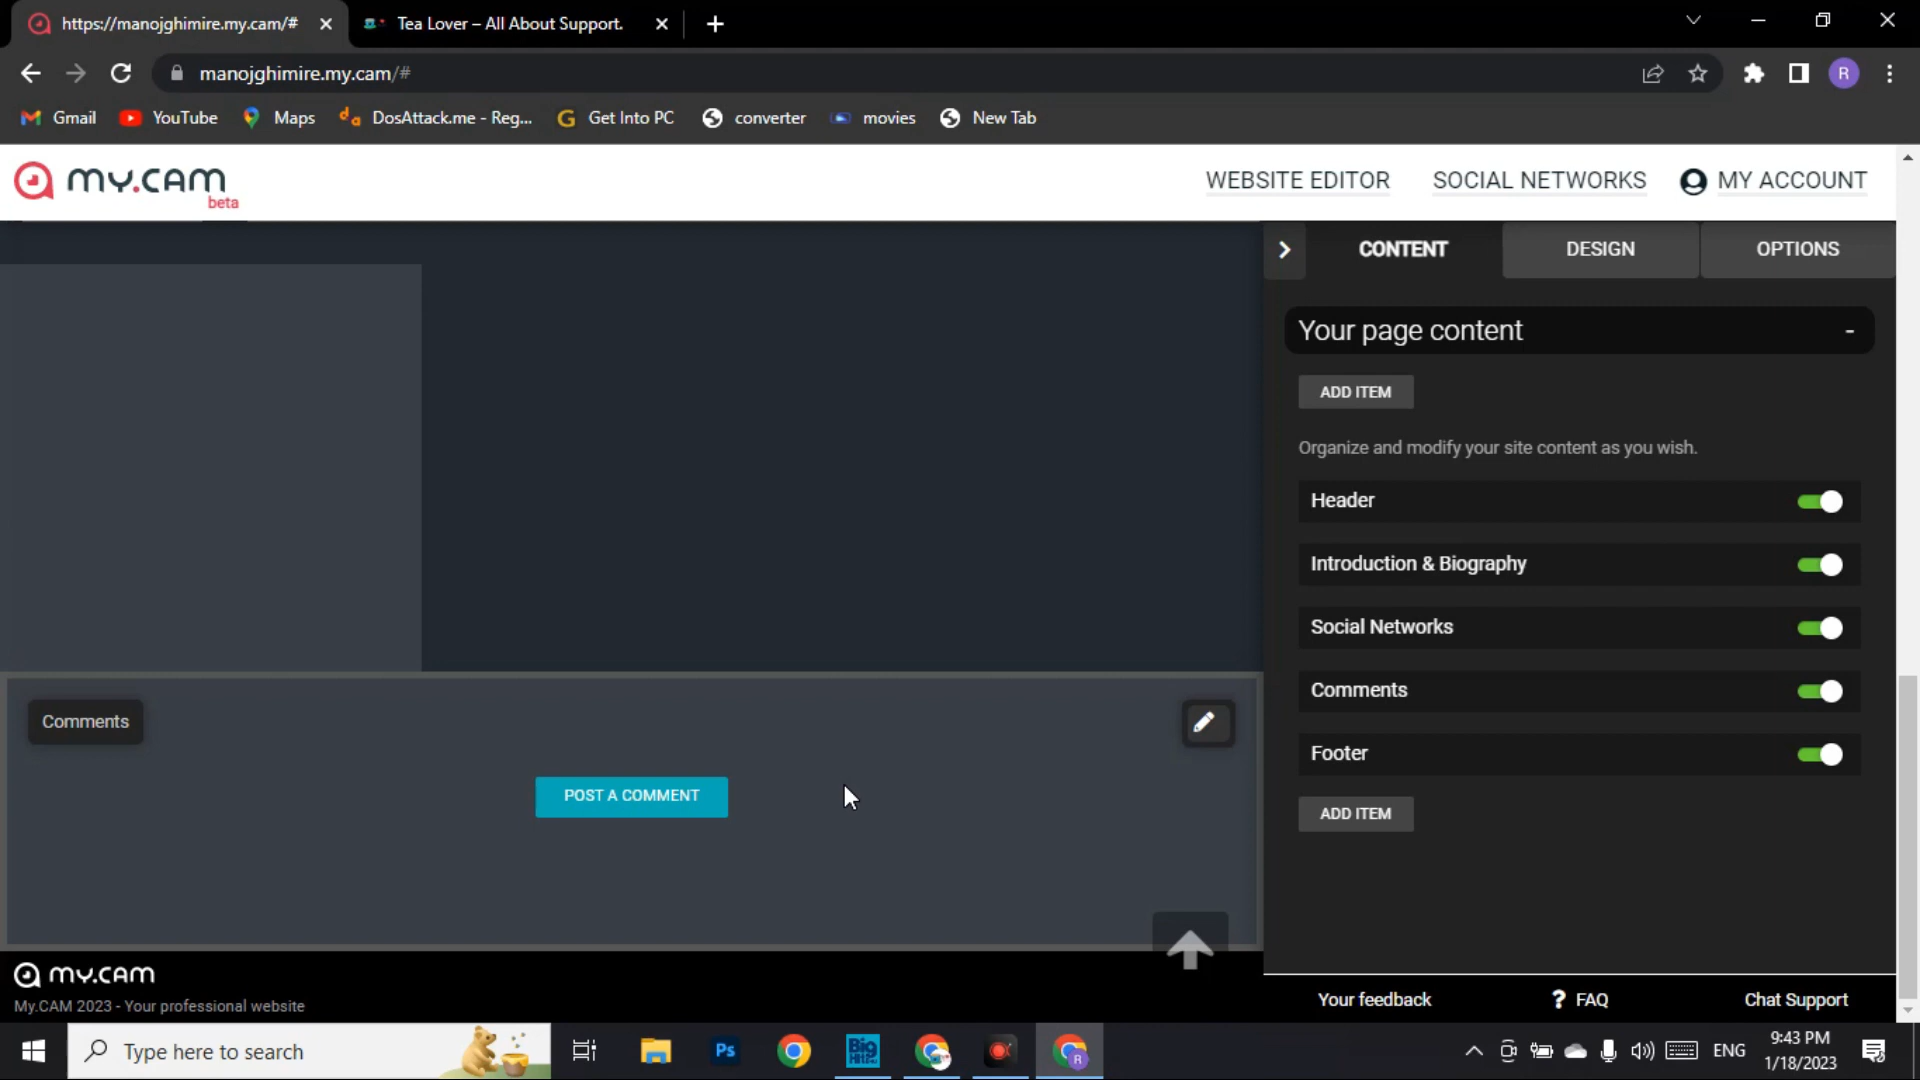 https://manojghimire.my.cam/#
Tea Lover – All About Support.
manojghimire.my.cam/#
R
Gmail
YouTube
Maps
DosAttack.me - Reg...
Get Into PC
converter
movies
New Tab
my.cam
beta
WEBSITE EDITOR
SOCIAL NETWORKS
MY ACCOUNT
CONTENT
DESIGN
OPTIONS
Your page content
-
ADD ITEM
Organize and modify your site content as you wish.
Header
Introduction & Biography
Social Networks
Comments
Footer
ADD ITEM
Comments
POST A COMMENT
my.cam
My.CAM 2023 - Your professional website
Your feedback
? FAQ
Chat Support
Type here to search
Ps
Big
R
ENG
9:43 PM
1/18/2023